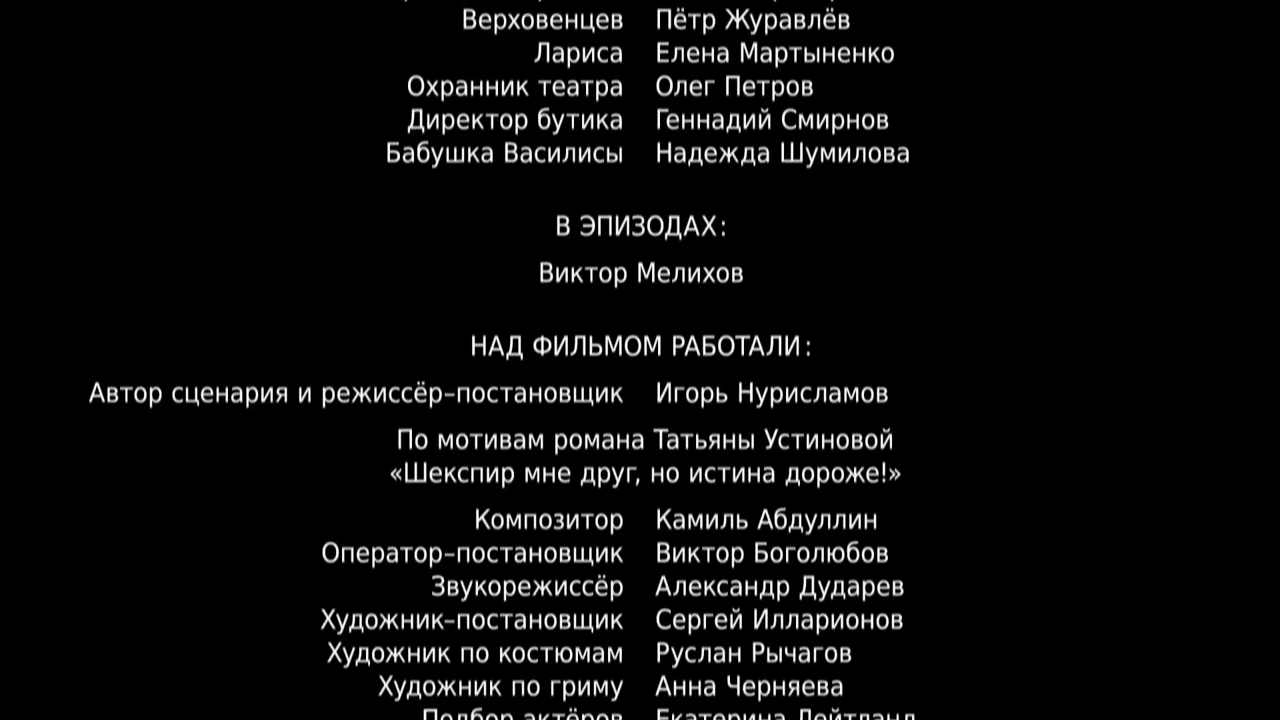 Верховенцев Пётр Журавлёв
Лариса Елена Мартыненко
Охранник театра Олег Петров
Директор бутика Геннадий Смирнов
Бабушка Василисы Надежда Шумилова
В ЭПИЗОДАХ:
Виктор Мелихов
НАД ФИЛЬМОМ РАБОТАЛИ:
Автор сценария и режиссёр–постановщик Игорь Нурисламов
По мотивам романа Татьяны Устиновой
«Шекспир мне друг, но истина дороже!»
Композитор Камиль Абдуллин
Оператор–постановщик Виктор Боголюбов
Звукорежиссёр Александр Дударев
Художник–постановщик Сергей Илларионов
Художник по костюмам Руслан Рычагов
Художник по гриму Анна Черняева
Подбор актёров Екатерина